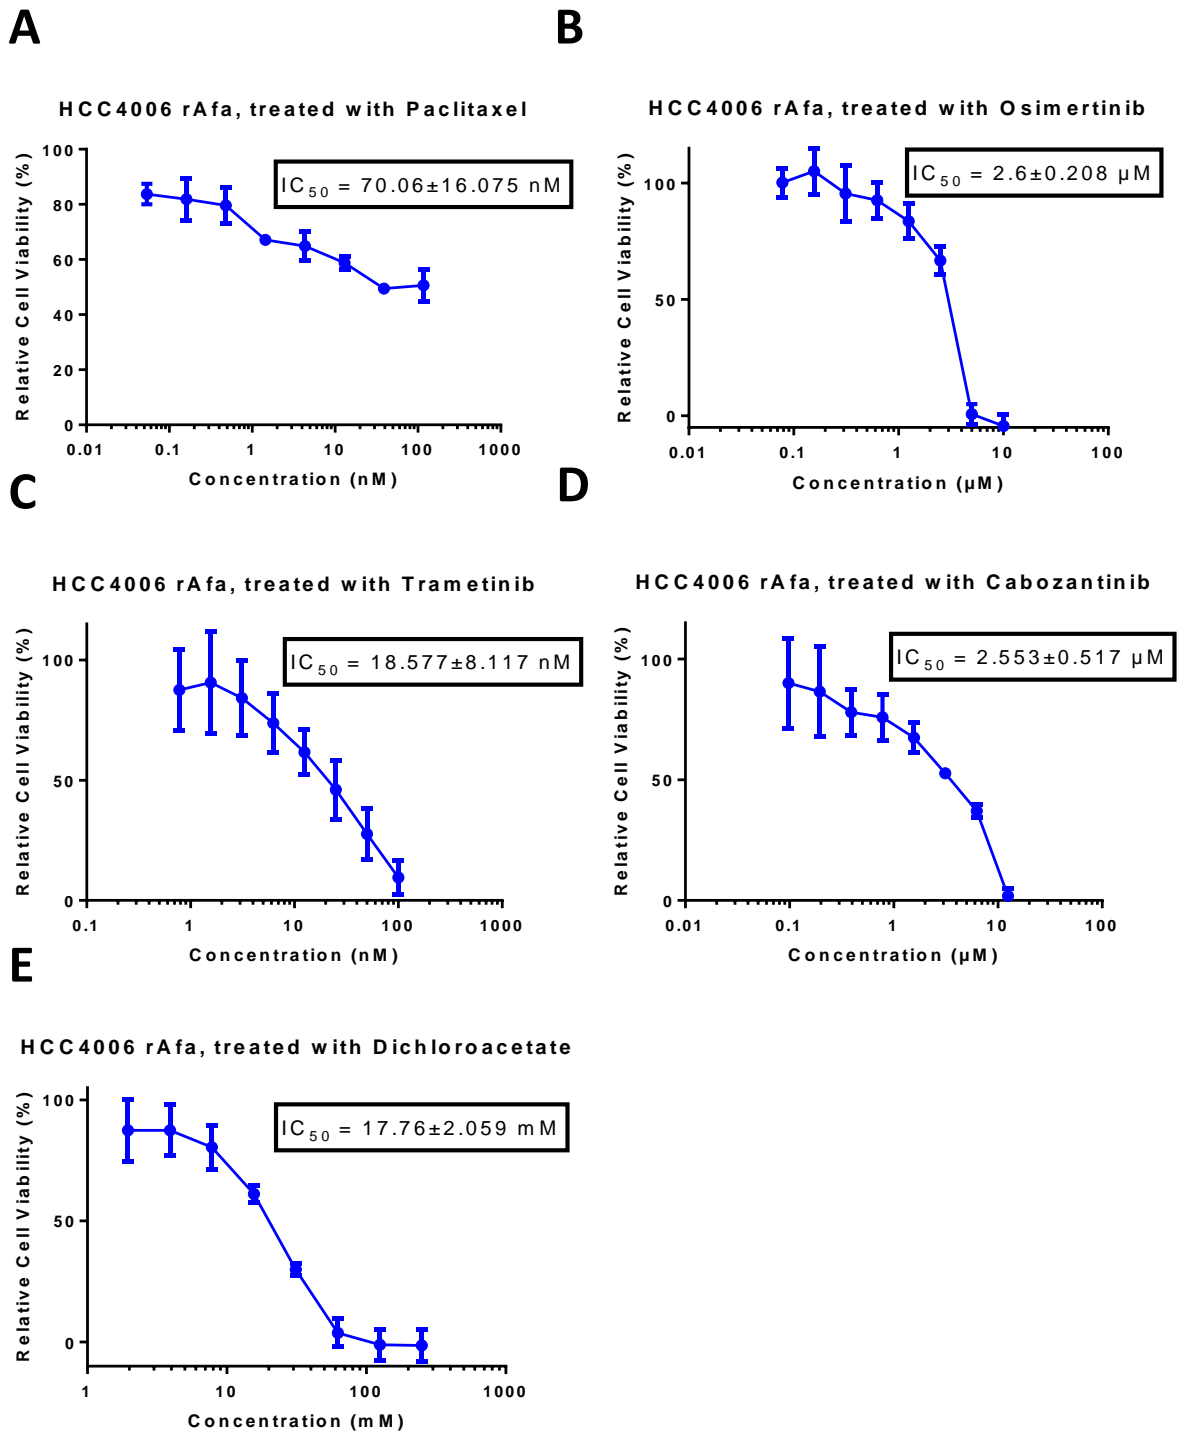 A
HCC4006 rAfa, treated with Paclitaxel
Relative Cell Viability (%)
100
80
60
40
20
0
IC50 = 70.06±16.075 nM
0.01 0.1 1 10 100 1000
Concentration (nM)
B
HCC4006 rAfa, treated with Osimertinib
Relative Cell Viability (%)
100
50
0
IC50 = 2.6±0.208 µM
0.01 0.1 1 10 100
Concentration (µM)
C
HCC4006 rAfa, treated with Trametinib
Relative Cell Viability (%)
100
50
0
IC50 = 18.577±8.117 nM
0.1 1 10 100 1000
Concentration (nM)
D
HCC4006 rAfa, treated with Cabozantinib
Relative Cell Viability (%)
100
50
0
IC50 = 2.553±0.517 µM
0.01 0.1 1 10 100
Concentration (µM)
E
HCC4006 rAfa, treated with Dichloroacetate
Relative Cell Viability (%)
100
50
0
IC50 = 17.76±2.059 mM
1 10 100 1000
Concentration (mM)